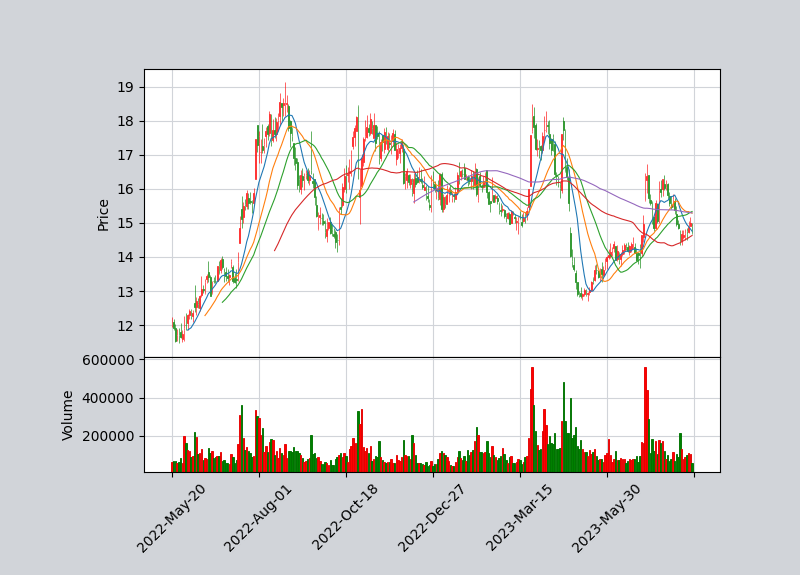 19
18
17
16
15
14
13
12
Price
600000
400000
200000
Volume
2022-May-20
2022-Aug-01
2022-Oct-18
2022-Dec-27
2023-Mar-15
2023-May-30